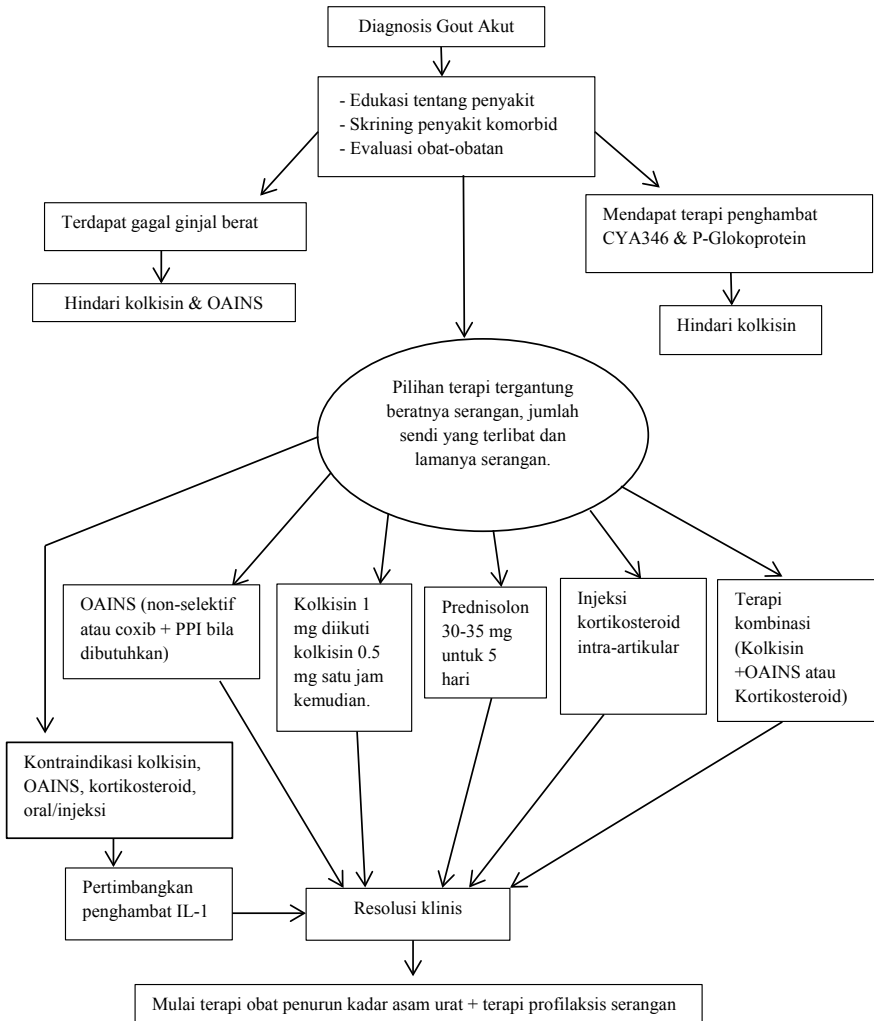 Diagnosis Gout Akut
- Edukasi tentang penyakit
- Skrining penyakit komorbid
- Evaluasi obat-obatan
Terdapat gagal ginjal berat
Mendapat terapi penghambat
CYA346 & P-Glokoprotein
Hindari kolkisin & OAINS
Hindari kolkisin
Pilihan terapi tergantung
beratnya serangan, jumlah
sendi yang terlibat dan
lamanya serangan.
OAINS (non-selektif
atau coxib + PPI bila
dibutuhkan)
Kolkisin 1
mg diikuti
kolkisin 0.5
mg satu jam
kemudian.
Prednisolon
30-35 mg
untuk 5
hari
Injeksi
kortikosteroid
intra-artikular
Terapi
kombinasi
(Kolkisin
+OAINS atau
Kortikosteroid)
Kontraindikasi kolkisin,
OAINS, kortikosteroid,
oral/injeksi
Pertimbangkan
penghambat IL-1
Resolusi klinis
Mulai terapi obat penurun kadar asam urat + terapi profilaksis serangan